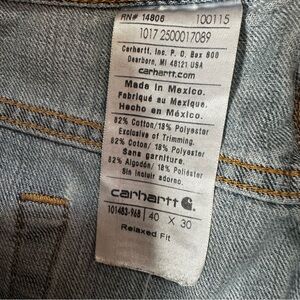 RN# 14806 100115
1017 2500017089
Carhartt, Inc. P.O. Box 600
Dearborn, MI 48121 USA
carhartt.com
Made in Mexico.
Fabriqué au Mexique.
Hecho en México.
82% Cotton/ 18% Polyester
Exclusive of Trimming.
82% Coton/ 18% Polyester
Sans garniture.
82% Algodón/ 18% Poliéster
Sin incluir adorno.
carhartt
101483-968 40 X 30
Relaxed Fit